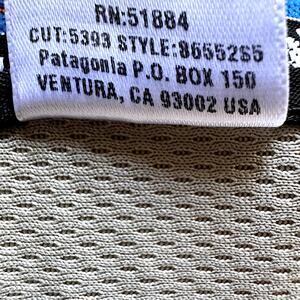 RN:51884
CUT:5393 STYLE:86552S5
Patagonia P.O. BOX 150
VENTURA, CA 93002 USA